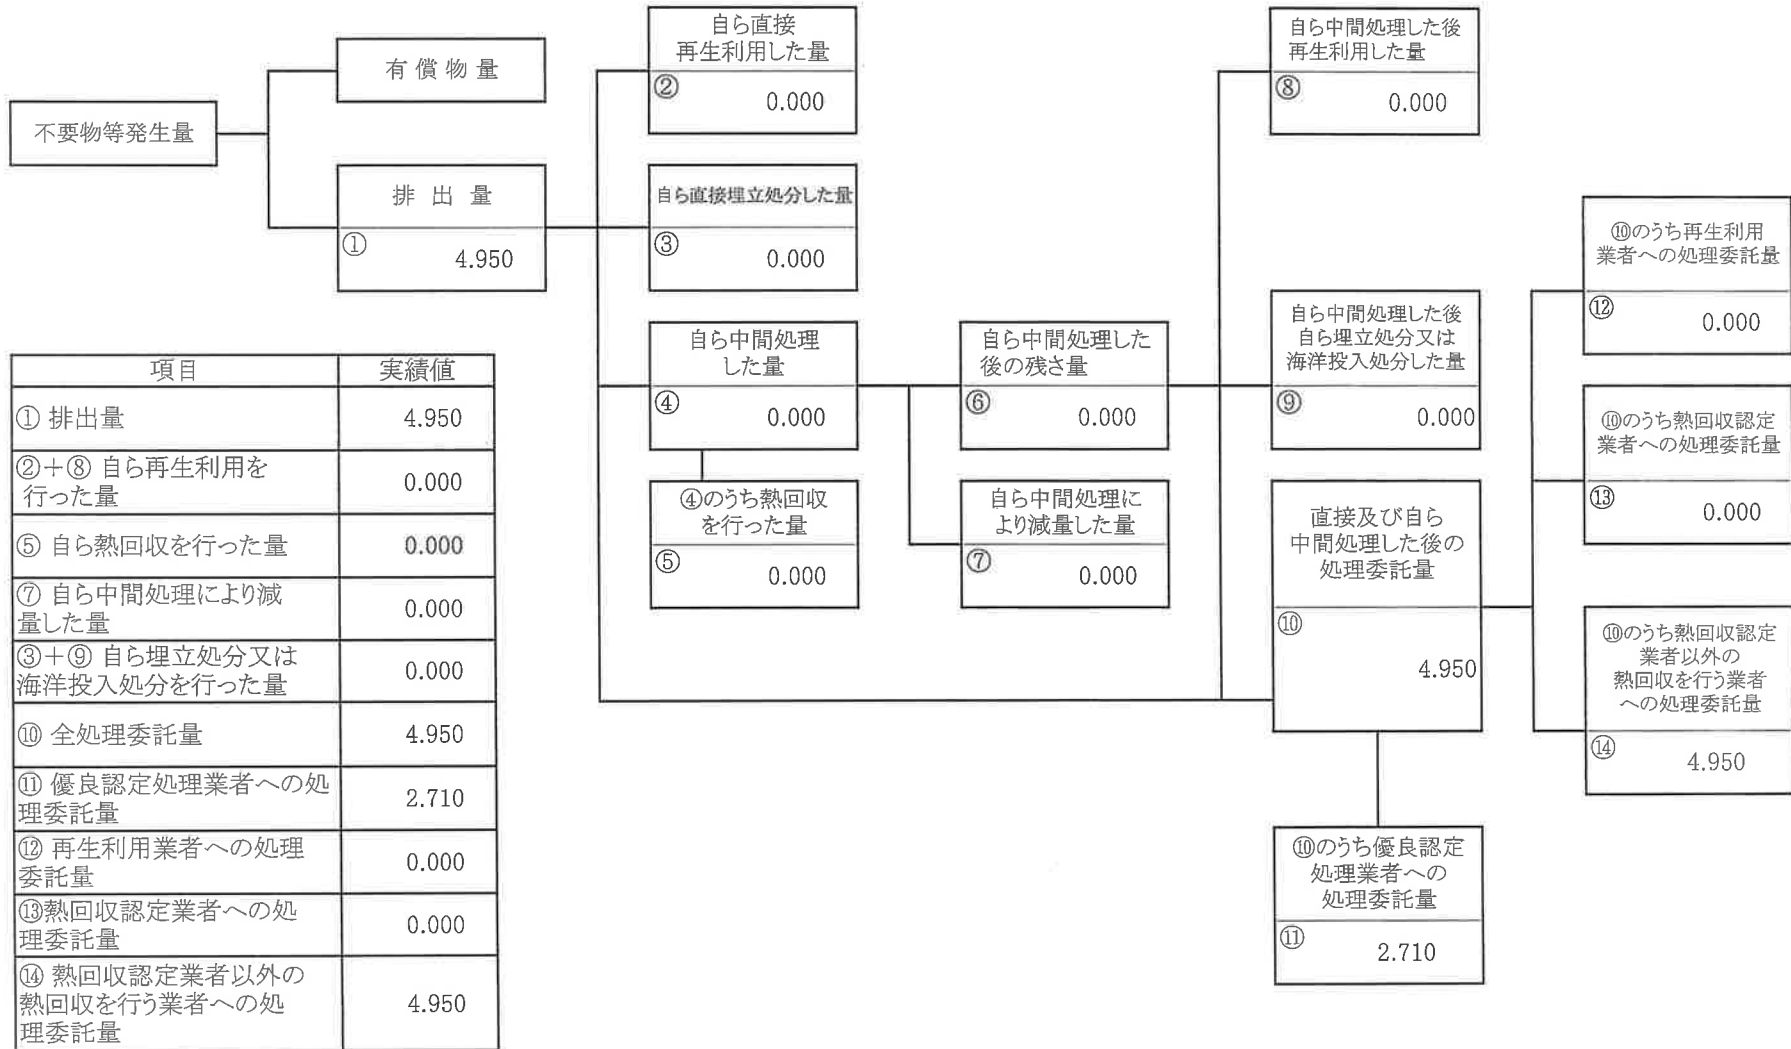 不要物等発生量
有償物量
排出量
① 4.950
自ら直接
再生利用した量
② 0.000
自ら直接埋立処分した量
③ 0.000
自ら中間処理
した量
④ 0.000
④のうち熱回収
を行った量
⑤ 0.000
自ら中間処理した
後の残さ量
⑥ 0.000
自ら中間処理に
より減量した量
⑦ 0.000
自ら中間処理した後
再生利用した量
⑧ 0.000
自ら中間処理した後
自ら埋立処分又は
海洋投入処分した量
⑨ 0.000
直接及び自ら
中間処理した後の
処理委託量
⑩
4.950
⑩のうち優良認定
処理業者への
処理委託量
⑪ 2.710
⑩のうち再生利用
業者への処理委託量
⑫ 0.000
⑩のうち熱回収認定
業者への処理委託量
⑬ 0.000
⑩のうち熱回収認定
業者以外の
熱回収を行う業者
への処理委託量
⑭ 4.950
項目 実績値
① 排出量 4.950
②+⑧ 自ら再生利用を
行った量 0.000
⑤ 自ら熱回収を行った量 0.000
⑦ 自ら中間処理により減
量した量 0.000
③+⑨ 自ら埋立処分又は
海洋投入処分を行った量 0.000
⑩ 全処理委託量 4.950
⑪ 優良認定処理業者への処
理委託量 2.710
⑫ 再生利用業者への処理
委託量 0.000
⑬熱回収認定業者への処
理委託量 0.000
⑭ 熱回収認定業者以外の
熱回収を行う業者への処
理委託量 4.950